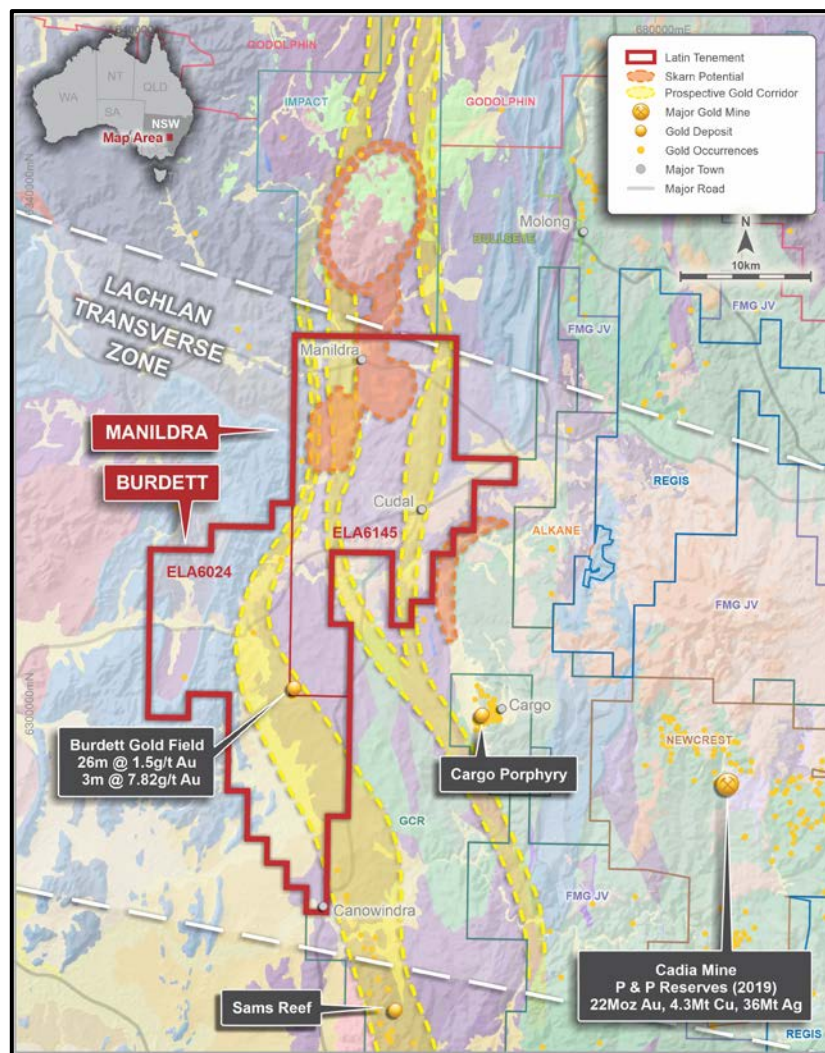 GODOLPHIN
680000mE
WA
NT
QLD
SA
NSW
Map Area
IMPACT
GODOLPHIN
Latin Tenement
Skarn Potential
Prospective Gold Corridor
Major Gold Mine
Gold Deposit
Gold Occurrences
Major Town
Major Road
N
10km
6340000mN
Molong
BULLSEYE
FMG JV
FMG JV
LACHLAN
TRANSVERSE
ZONE
Manildra
MANILDRA
BURDETT
REGIS
Cudal
ELA6145
ALKANE
ELA6024
FMG JV
6300000mN
Cargo
Burdett Gold Field
26m @ 1.5g/t Au
3m @ 7.82g/t Au
Cargo Porphyry
NEWCREST
GCR
FMG JV
Canowindra
Cadia Mine
P & P Reserves (2019)
22Moz Au, 4.3Mt Cu, 36Mt Ag
Sams Reef
REGIS